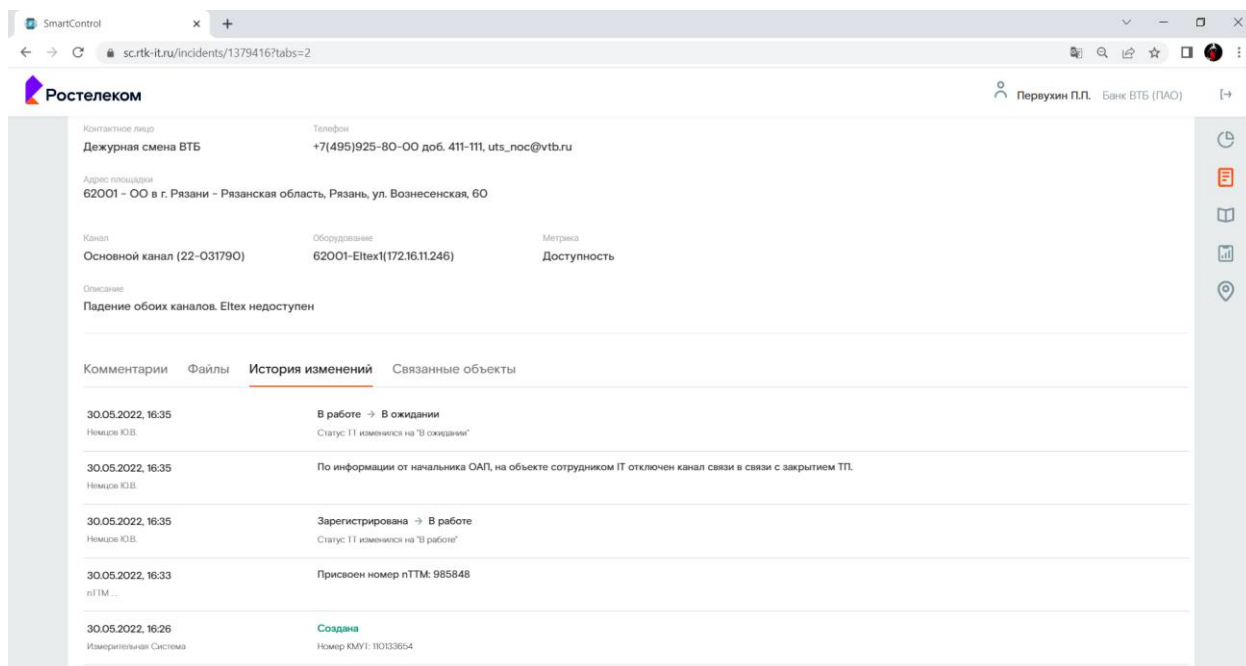 SmartControl
sc.rtk-it.ru/incidents/1379416?tabs=2
Ростелеком
Первухин П.П. Банк ВТБ (ПАО)
Контактное лицо Телефон
Дежурная смена ВТБ +7(495)925-80-00 доб. 411-111, uts_noc@vtb.ru
Адрес площадки
62001 - ОО в г. Рязани - Рязанская область, Рязань, ул. Вознесенская, 60
Канал Оборудование Метрика
Основной канал (22-031790) 62001-Eltex1(172.16.11.246) Доступность
Описание
Падение обоих каналов. Eltex недоступен
Комментарии Файлы История изменений Связанные объекты
30.05.2022, 16:35 В работе → В ожидании
Немцов Ю.В. Статус ТТ изменился на "В ожидании"
30.05.2022, 16:35 По информации от начальника ОАП, на объекте сотрудником IT отключен канал связи в связи с закрытием ТП.
Немцов Ю.В.
30.05.2022, 16:35 Зарегистрирована → В работе
Немцов Ю.В. Статус ТТ изменился на "В работе"
30.05.2022, 16:33 Присвоен номер nTTM: 985848
nTTM ...
30.05.2022, 16:26 Создана
Измерительная Система Номер КМУТ: 110133654